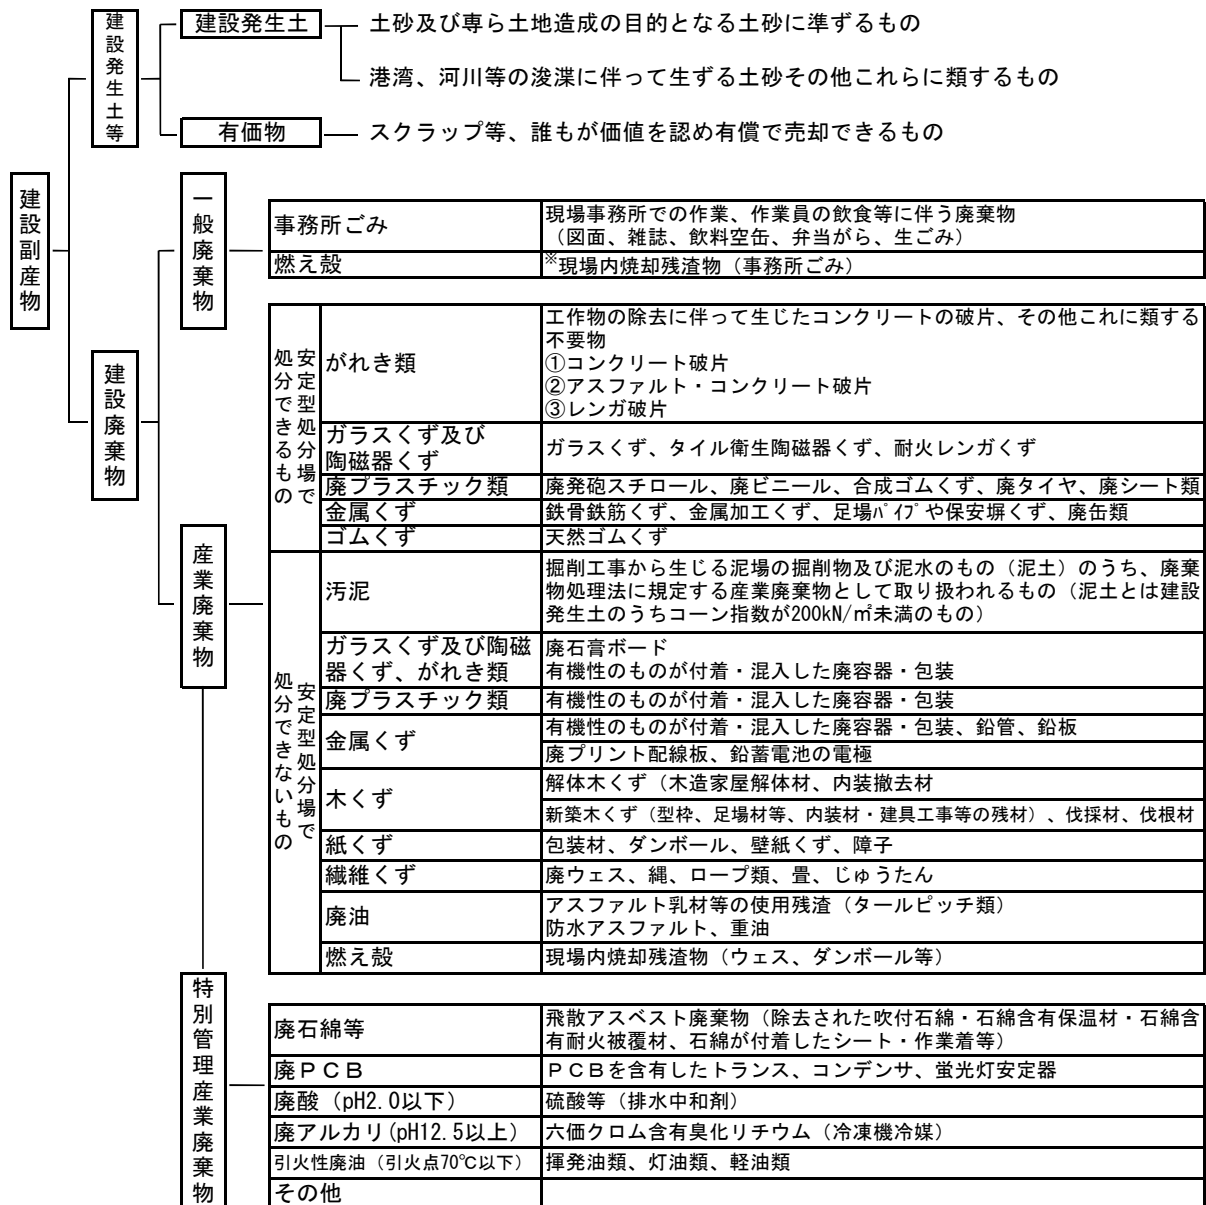 建設副産物
建設発生土等
建設発生土
土砂及び専ら土地造成の目的となる土砂に準ずるもの
港湾、河川等の浚渫に伴って生ずる土砂その他これらに類するもの
有価物
スクラップ等、誰もが価値を認め有償で売却できるもの
建設廃棄物
一般廃棄物
事務所ごみ
現場事務所での作業、作業員の飲食等に伴う廃棄物
（図面、雑誌、飲料空缶、弁当がら、生ごみ）
燃え殻
※現場内焼却残渣物（事務所ごみ）
産業廃棄物
安定型処分場で
処分できるもの
がれき類
工作物の除去に伴って生じたコンクリートの破片、その他これに類する
不要物
①コンクリート破片
②アスファルト・コンクリート破片
③レンガ破片
ガラスくず及び
陶磁器くず
ガラスくず、タイル衛生陶磁器くず、耐火レンガくず
廃プラスチック類
廃発砲スチロール、廃ビニール、合成ゴムくず、廃タイヤ、廃シート類
金属くず
鉄骨鉄筋くず、金属加工くず、足場ﾊﾟｲﾌﾟや保安塀くず、廃缶類
ゴムくず
天然ゴムくず
安定型処分場で
処分できないもの
汚泥
掘削工事から生じる泥場の掘削物及び泥水のもの（泥土）のうち、廃棄
物処理法に規定する産業廃棄物として取り扱われるもの（泥土とは建設
発生土のうちコーン指数が200kN/㎡未満のもの）
ガラスくず及び陶磁
器くず、がれき類
廃石膏ボード
有機性のものが付着・混入した廃容器・包装
廃プラスチック類
有機性のものが付着・混入した廃容器・包装
金属くず
有機性のものが付着・混入した廃容器・包装、鉛管、鉛板
廃プリント配線板、鉛蓄電池の電極
木くず
解体木くず（木造家屋解体材、内装撤去材
新築木くず（型枠、足場材等、内装材・建具工事等の残材）、伐採材、伐根材
紙くず
包装材、ダンボール、壁紙くず、障子
繊維くず
廃ウェス、縄、ロープ類、畳、じゅうたん
廃油
アスファルト乳材等の使用残渣（タールピッチ類）
防水アスファルト、重油
燃え殻
現場内焼却残渣物（ウェス、ダンボール等）
特別管理産業廃棄物
廃石綿等
飛散アスベスト廃棄物（除去された吹付石綿・石綿含有保温材・石綿含
有耐火被覆材、石綿が付着したシート・作業着等）
廃ＰＣＢ
ＰＣＢを含有したトランス、コンデンサ、蛍光灯安定器
廃酸（pH2.0以下）
硫酸等（排水中和剤）
廃アルカリ(pH12.5以上）
六価クロム含有臭化リチウム（冷凍機冷媒）
引火性廃油（引火点70℃以下）
揮発油類、灯油類、軽油類
その他